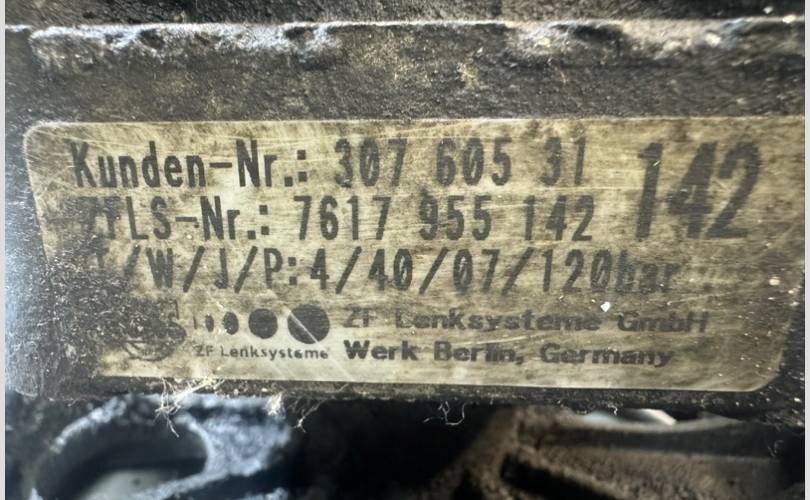 Kunden-Nr.: 307 605 31
142
ZFLS-Nr.: 7617 955 142
T/W/J/P: 4/40/07/120bar
ZF Lenksysteme GmbH
ZF Lenksysteme
Werk Berlin, Germany